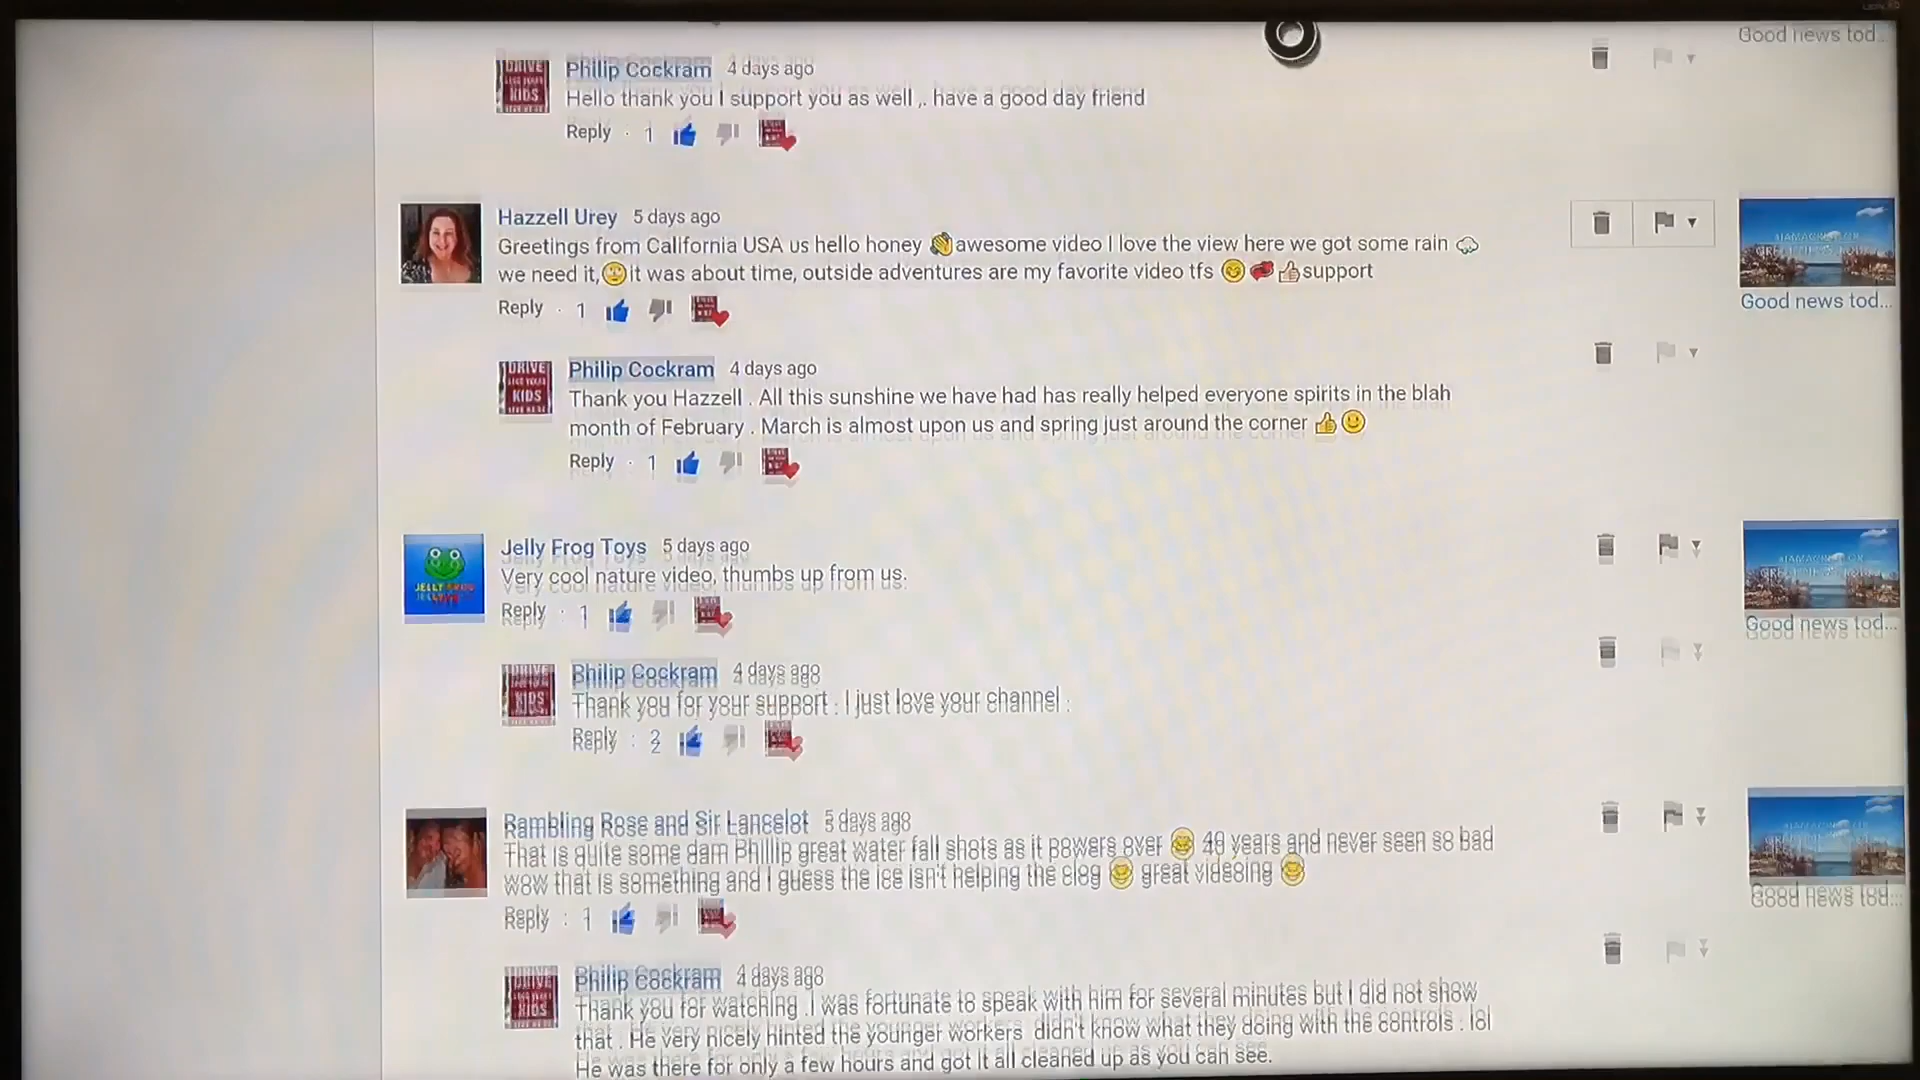 Good news tod...
Philip Cockram 4 days ago
Hello thank you I support you as well ,. have a good day friend
Reply · 1
Hazzell Urey 5 days ago
Greetings from California USA us hello honey 👋awesome video I love the view here we got some rain 🌧
we need it,🙄it was about time, outside adventures are my favorite video tfs 😊💞👍support
Reply · 1
Good news tod...
Philip Cockram 4 days ago
Thank you Hazzell . All this sunshine we have had has really helped everyone spirits in the blah
month of February . March is almost upon us and spring just around the corner 👍🙂
Reply · 1
Jelly Frog Toys 5 days ago
Very cool nature video, thumbs up from us.
Reply · 1
Good news tod...
Philip Cockram 4 days ago
Thank you for your support . I just love your channel .
Reply · 2
Rambling Rose and Sir Lancelot 5 days ago
That is quite some dam Phillip great water fall shots as it powers over 😊 40 years and never seen so bad
wow that is something and I guess the ice isn't helping the clog 😊 great videoing 😊
Reply · 1
Good news tod...
Philip Cockram 4 days ago
Thank you for watching .I was fortunate to speak with him for several minutes but I did not show
that . He very nicely hinted the younger workers didn't know what they doing with the controls . lol
He was there for only a few hours and got it all cleaned up as you can see.
DRIVE
KIDS